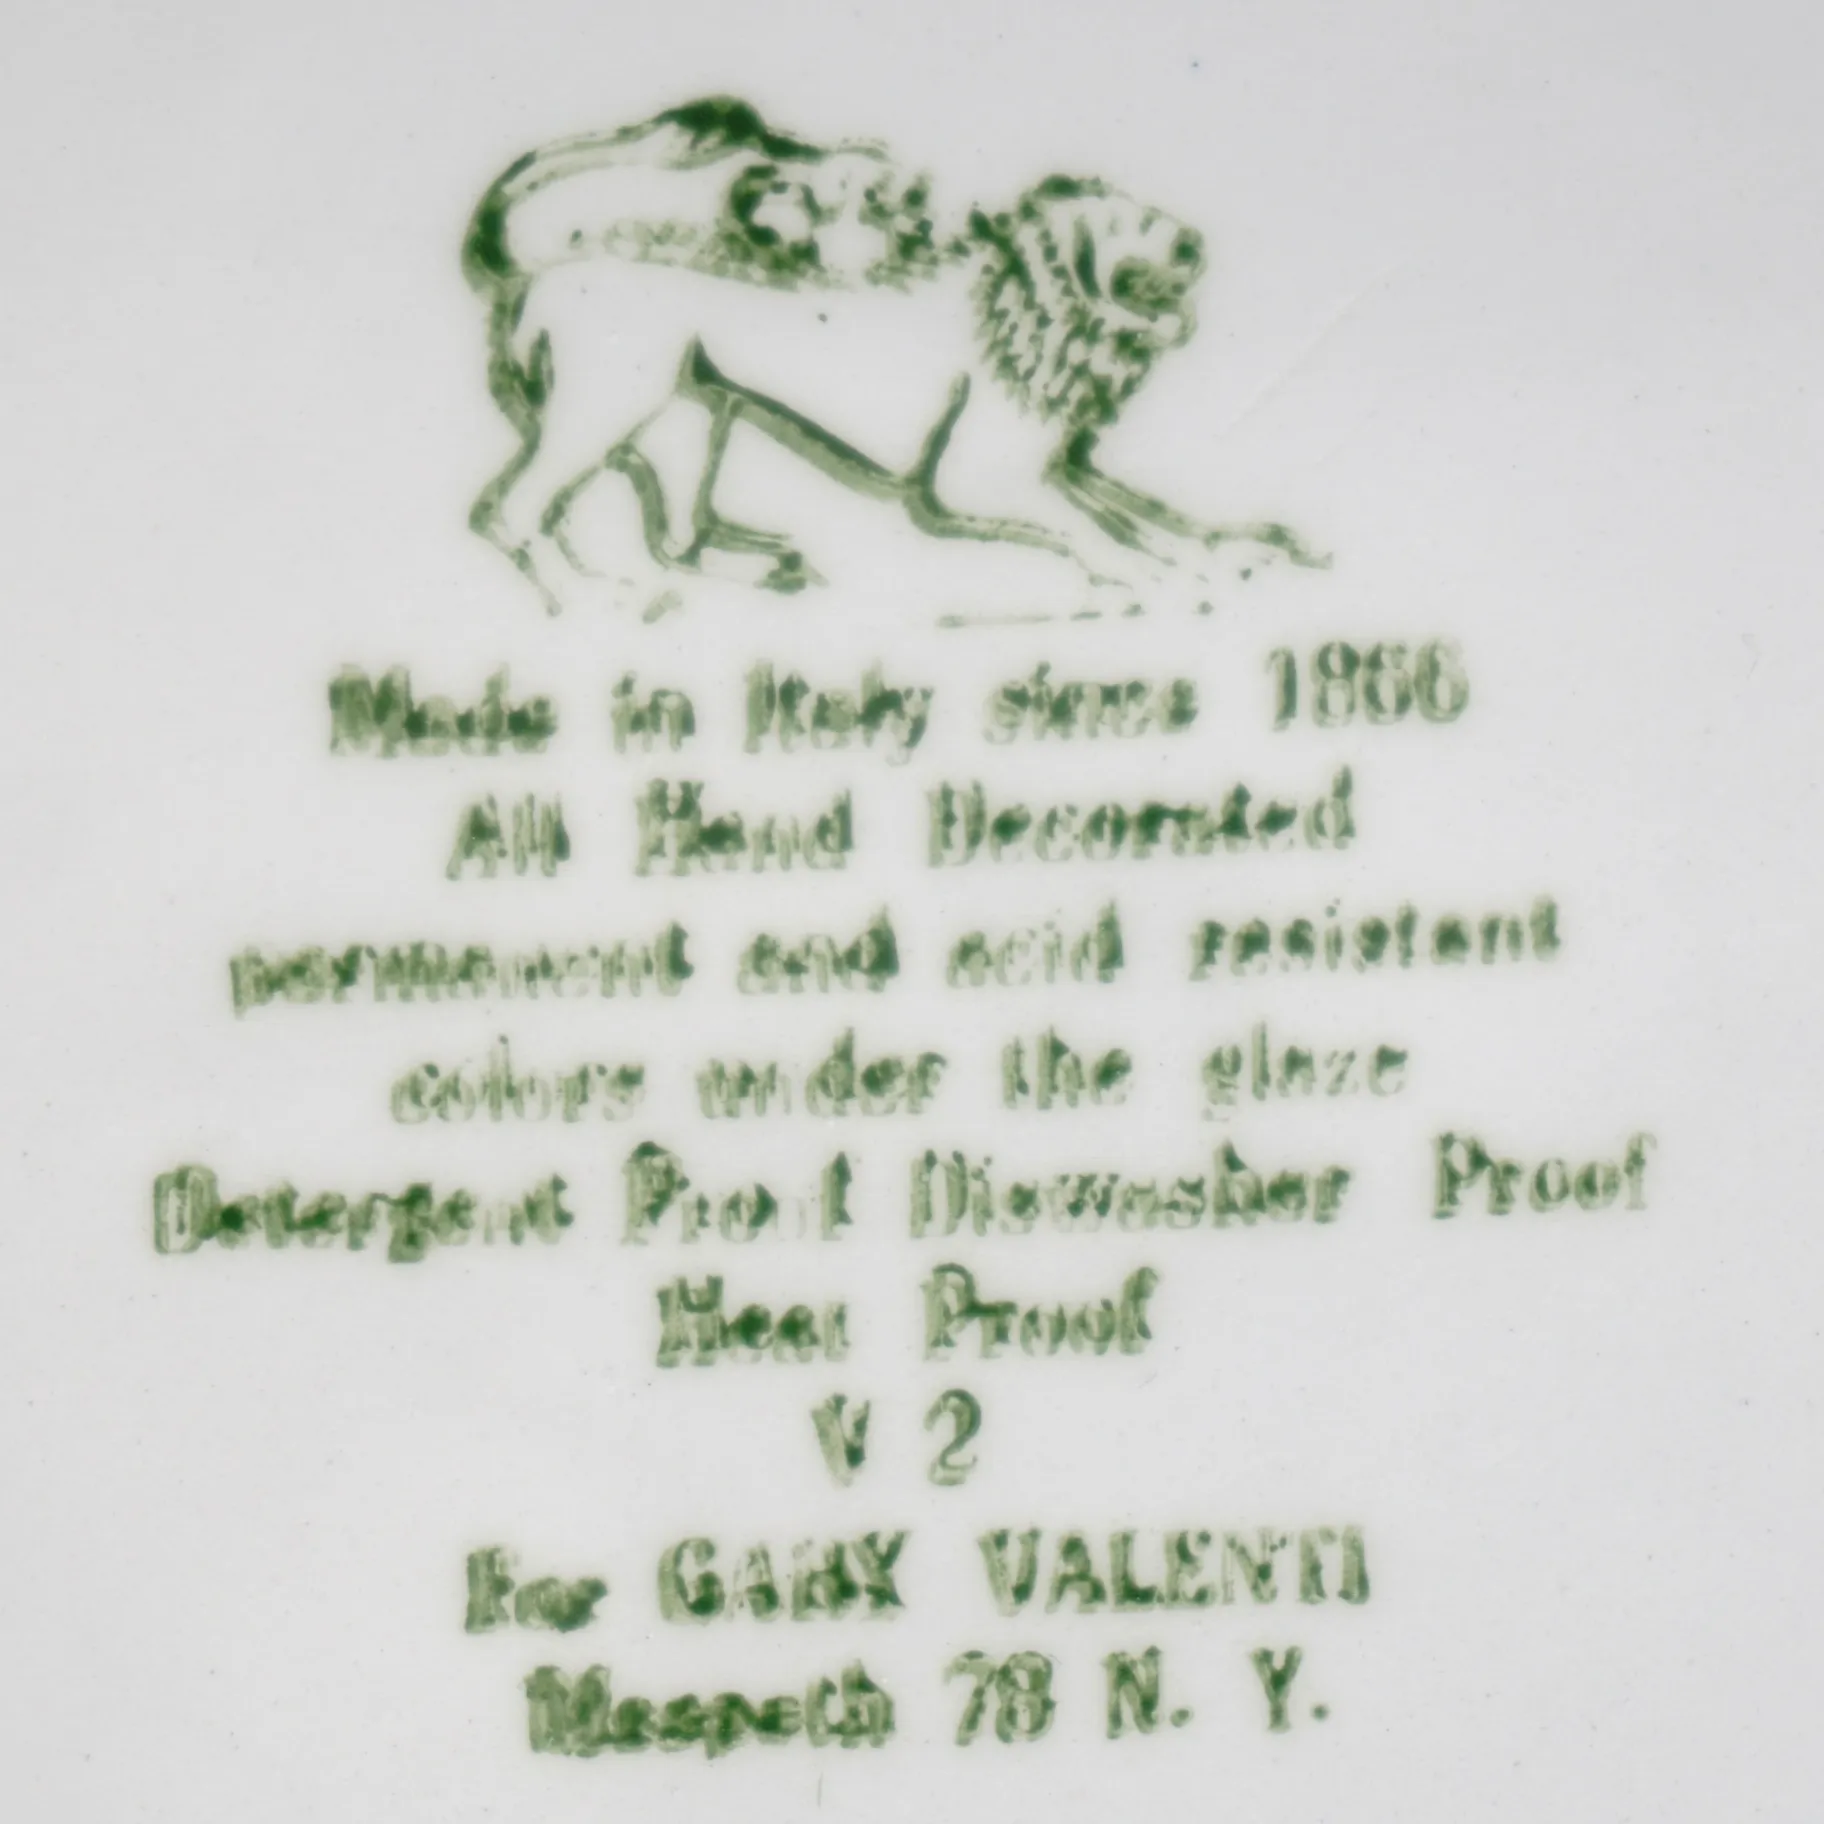 Made in Italy since 1866
All Hand Decorated
permanent and acid resistant
colors under the glaze
Detergent Proof Diswasher Proof
Heat Proof
V 2
For GARY VALENTI
Maspeth 78 N. Y.